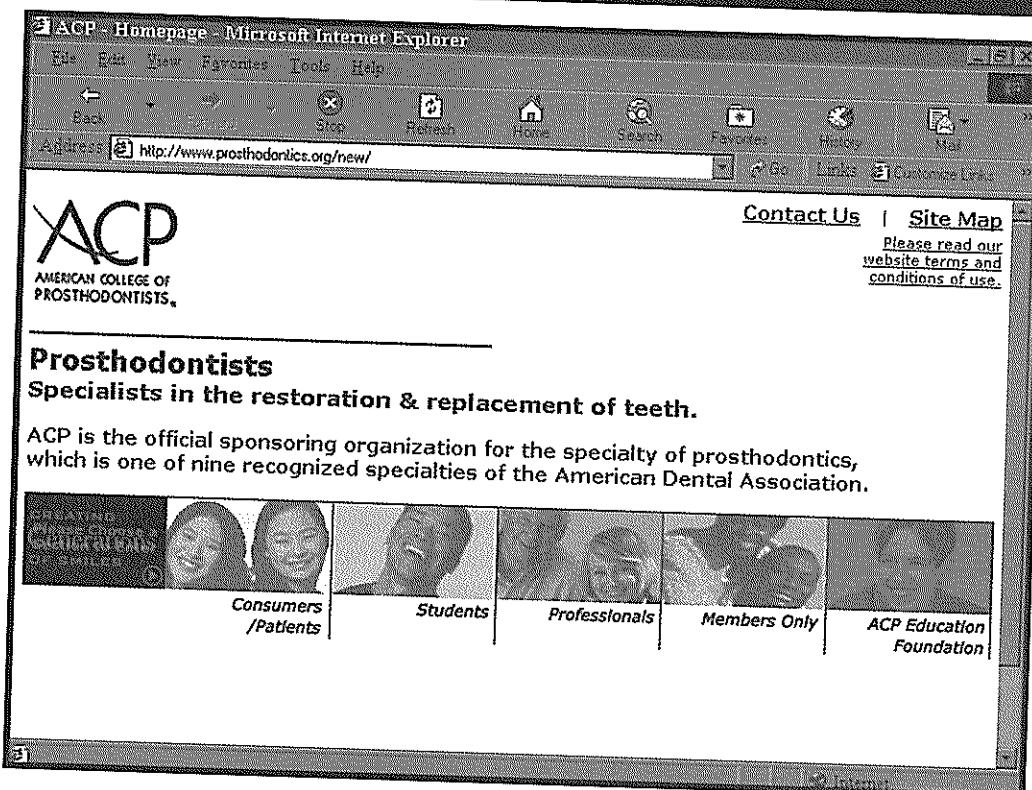 ACP - Homepage - Microsoft Internet Explorer
File Edit View Favorites Tools Help
Back Stop Refresh Home Search Favorites History Mail
Address http://www.prosthodontics.org/new/ Go Links Customize Links
Contact Us | Site Map
Please read our
website terms and
conditions of use.
ACP
AMERICAN COLLEGE OF
PROSTHODONTISTS
Prosthodontists
Specialists in the restoration & replacement of teeth.
ACP is the official sponsoring organization for the specialty of prosthodontics,
which is one of nine recognized specialties of the American Dental Association.
OF SMILES
Consumers
/Patients
Students
Professionals
Members Only
ACP Education
Foundation
Internet